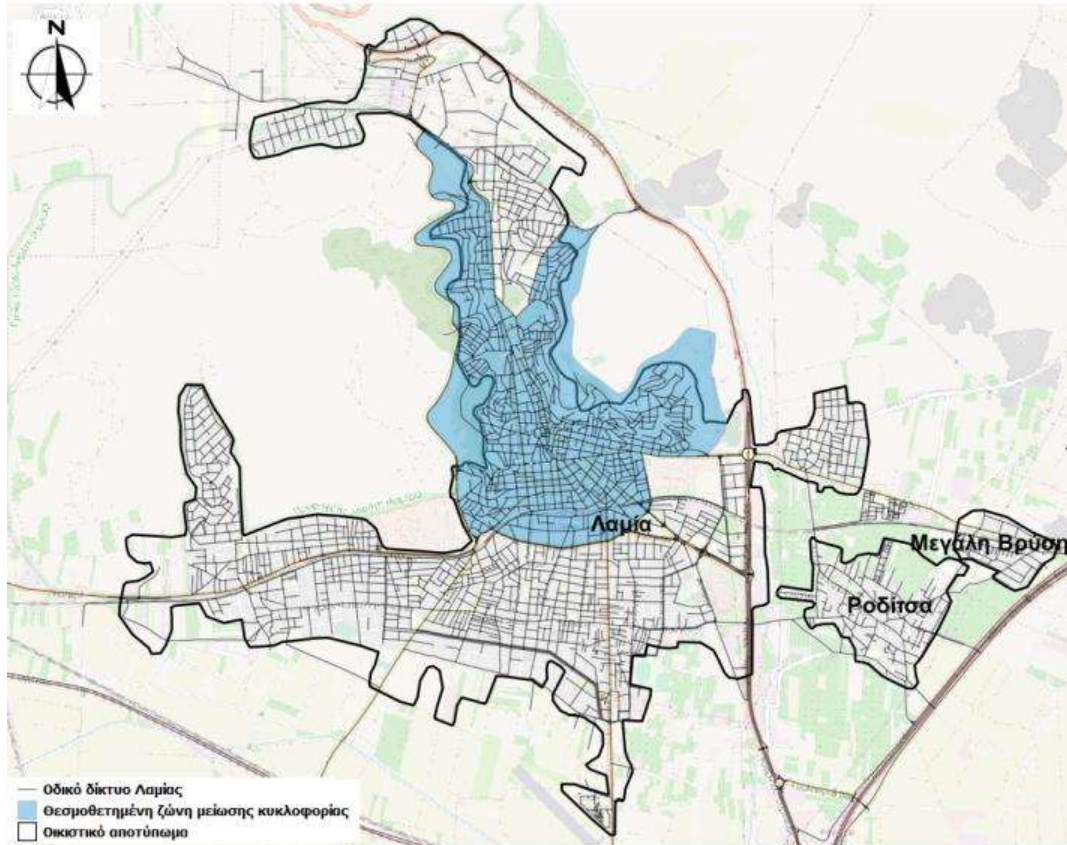 N
Λαμία
Μεγάλη Βρύση
Ροδίτσα
Οδικό δίκτυο Λαμίας
Θεσμοθετημένη ζώνη μείωσης κυκλοφορίας
Οικιστικό αποτύπωμα